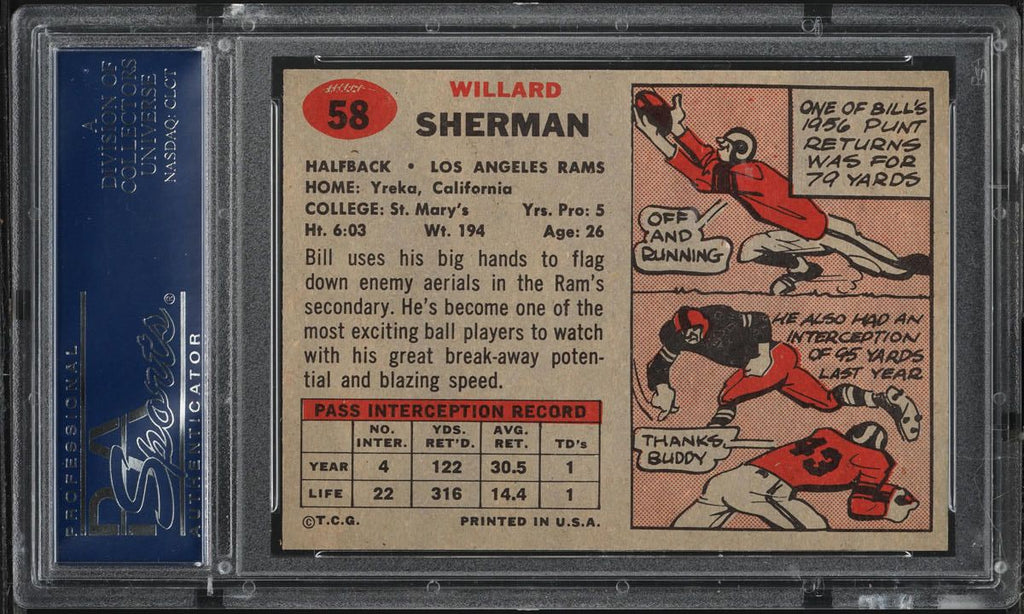 A
DIVISION OF
COLLECTORS
UNIVERSE
NASDAQ: CLCT
PROFESSIONAL
PSA
Sports®
AUTHENTICATOR
58
WILLARD
SHERMAN
HALFBACK • LOS ANGELES RAMS
HOME: Yreka, California
COLLEGE: St. Mary's Yrs. Pro: 5
Ht. 6:03 Wt. 194 Age: 26
Bill uses his big hands to flag
down enemy aerials in the Ram's
secondary. He's become one of the
most exciting ball players to watch
with his great break-away poten-
tial and blazing speed.
PASS INTERCEPTION RECORD
NO. INTER. YDS. RET'D. AVG. RET. TD's
YEAR 4 122 30.5 1
LIFE 22 316 14.4 1
©T.C.G. PRINTED IN U.S.A.
ONE OF BILL'S
1956 PUNT
RETURNS
WAS FOR
79 YARDS
OFF
AND
RUNNING
HE ALSO HAD AN
INTERCEPTION
OF 95 YARDS
LAST YEAR
THANKS,
BUDDY
43